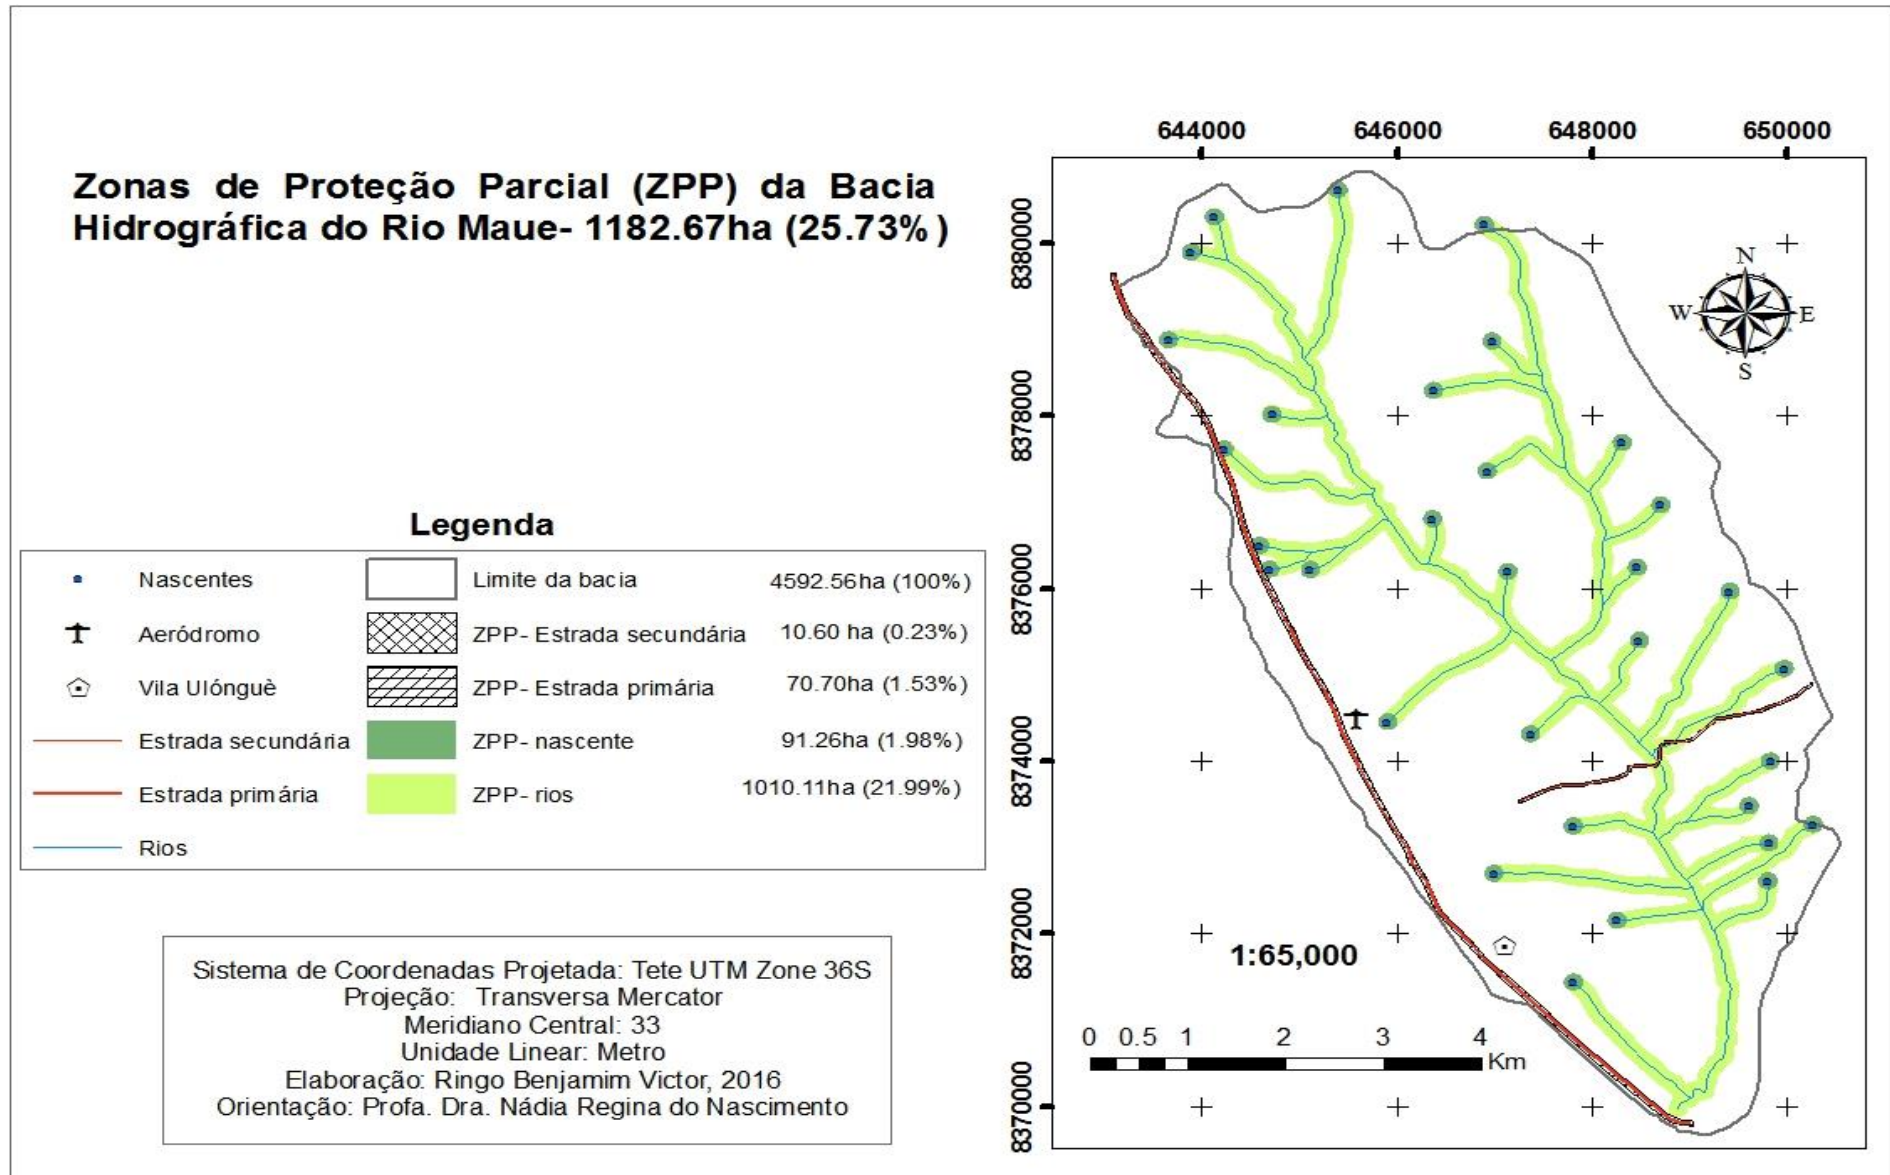 Zonas de Proteção Parcial (ZPP) da Bacia
Hidrográfica do Rio Maue- 1182.67ha (25.73%)
Legenda
Nascentes
Aeródromo
Vila Ulónguè
Estrada secundária
Estrada primária
Rios
Limite da bacia 4592.56ha (100%)
ZPP- Estrada secundária 10.60 ha (0.23%)
ZPP- Estrada primária 70.70ha (1.53%)
ZPP- nascente 91.26ha (1.98%)
ZPP- rios 1010.11ha (21.99%)
Sistema de Coordenadas Projetada: Tete UTM Zone 36S
Projeção: Transversa Mercator
Meridiano Central: 33
Unidade Linear: Metro
Elaboração: Ringo Benjamim Victor, 2016
Orientação: Profa. Dra. Nádia Regina do Nascimento
644000 646000 648000 650000
8380000
8378000
8376000
8374000
8372000
8370000
N
W E
S
1:65,000
0 0.5 1 2 3 4
Km